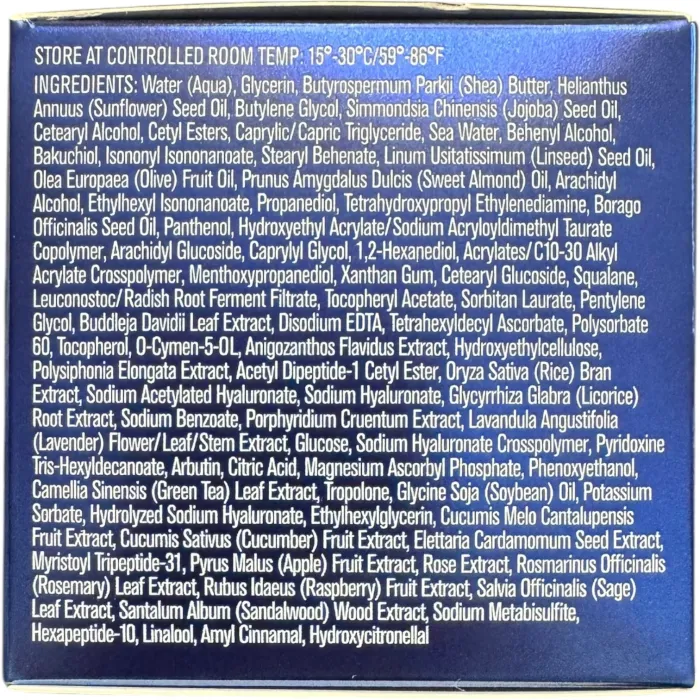 STORE AT CONTROLLED ROOM TEMP: 15°-30°C/59°-86°F
INGREDIENTS: Water (Aqua), Glycerin, Butyrospermum Parkii (Shea) Butter, Helianthus
Annuus (Sunflower) Seed Oil, Butylene Glycol, Simmondsia Chinensis (Jojoba) Seed Oil,
Cetearyl Alcohol, Cetyl Esters, Caprylic/Capric Triglyceride, Sea Water, Behenyl Alcohol,
Bakuchiol, Isononyl Isononanoate, Stearyl Behenate, Linum Usitatissimum (Linseed) Seed Oil,
Olea Europaea (Olive) Fruit Oil, Prunus Amygdalus Dulcis (Sweet Almond) Oil, Arachidyl
Alcohol, Ethylhexyl Isononanoate, Propanediol, Tetrahydroxypropyl Ethylenediamine, Borago
Officinalis Seed Oil, Panthenol, Hydroxyethyl Acrylate/Sodium Acryloyldimethyl Taurate
Copolymer, Arachidyl Glucoside, Caprylyl Glycol, 1,2-Hexanediol, Acrylates/C10-30 Alkyl
Acrylate Crosspolymer, Menthoxypropanediol, Xanthan Gum, Cetearyl Glucoside, Squalane,
Leuconostoc/Radish Root Ferment Filtrate, Tocopheryl Acetate, Sorbitan Laurate, Pentylene
Glycol, Buddleja Davidii Leaf Extract, Disodium EDTA, Tetrahexyldecyl Ascorbate, Polysorbate
60, Tocopherol, O-Cymen-5-OL, Anigozanthos Flavidus Extract, Hydroxyethylcellulose,
Polysiphonia Elongata Extract, Acetyl Dipeptide-1 Cetyl Ester, Oryza Sativa (Rice) Bran
Extract, Sodium Acetylated Hyaluronate, Sodium Hyaluronate, Glycyrrhiza Glabra (Licorice)
Root Extract, Sodium Benzoate, Porphyridium Cruentum Extract, Lavandula Angustifolia
(Lavender) Flower/Leaf/Stem Extract, Glucose, Sodium Hyaluronate Crosspolymer, Pyridoxine
Tris-Hexyldecanoate, Arbutin, Citric Acid, Magnesium Ascorbyl Phosphate, Phenoxyethanol,
Camellia Sinensis (Green Tea) Leaf Extract, Tropolone, Glycine Soja (Soybean) Oil, Potassium
Sorbate, Hydrolyzed Sodium Hyaluronate, Ethylhexylglycerin, Cucumis Melo Cantalupensis
Fruit Extract, Cucumis Sativus (Cucumber) Fruit Extract, Elettaria Cardamomum Seed Extract,
Myristoyl Tripeptide-31, Pyrus Malus (Apple) Fruit Extract, Rose Extract, Rosmarinus Officinalis
(Rosemary) Leaf Extract, Rubus Idaeus (Raspberry) Fruit Extract, Salvia Officinalis (Sage)
Leaf Extract, Santalum Album (Sandalwood) Wood Extract, Sodium Metabisulfite,
Hexapeptide-10, Linalool, Amyl Cinnamal, Hydroxycitronellal